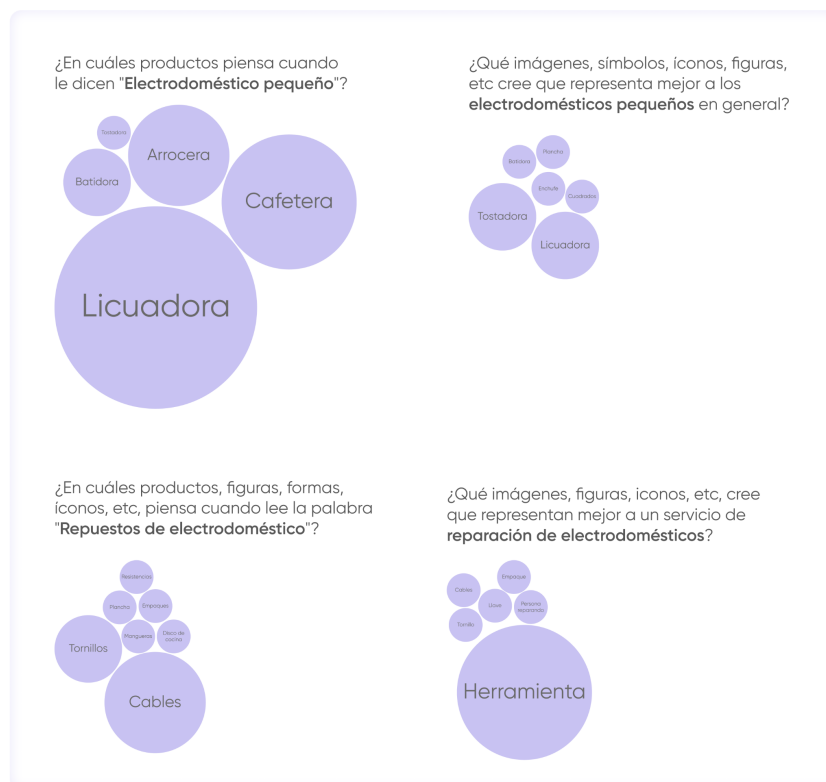 ¿En cuáles productos piensa cuando
le dicen "Electrodoméstico pequeño"?
Tostadora
Arrocera
Batidora
Cafetera
Licuadora
¿Qué imágenes, símbolos, íconos, figuras,
etc cree que representa mejor a los
electrodomésticos pequeños en general?
Plancha
Batidora
Enchufe
Cuadrados
Tostadora
Licuadora
¿En cuáles productos, figuras, formas,
íconos, etc, piensa cuando lee la palabra
"Repuestos de electrodoméstico"?
Resistencias
Plancha
Empaques
Mangueras
Disco de
cocina
Tornillos
Cables
¿Qué imágenes, figuras, iconos, etc, cree
que representan mejor a un servicio de
reparación de electrodomésticos?
Empaque
Cables
Llave
Persona
reparando
Tornillo
Herramienta